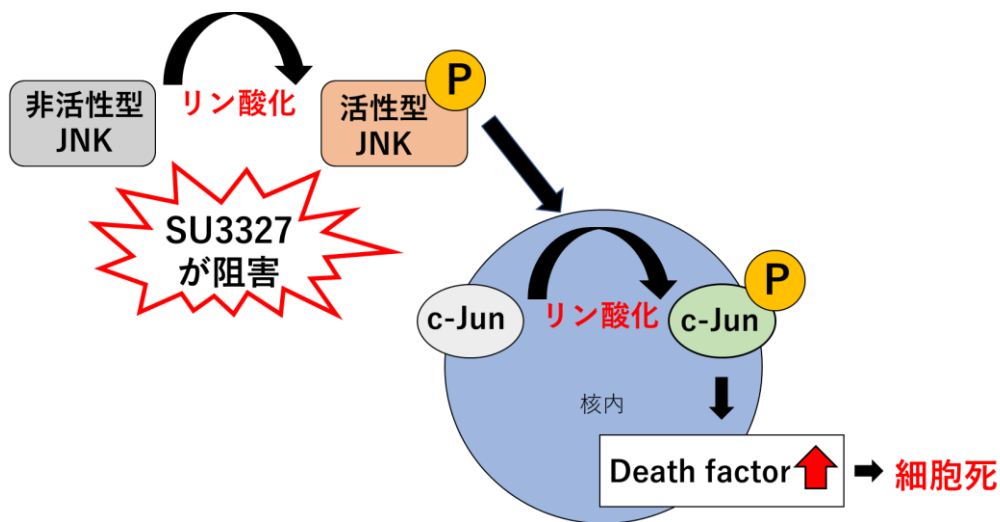 非活性型
JNK
リン酸化
活性型
JNK
P
SU3327
が阻害
c-Jun
リン酸化
c-Jun
P
核内
Death factor
細胞死